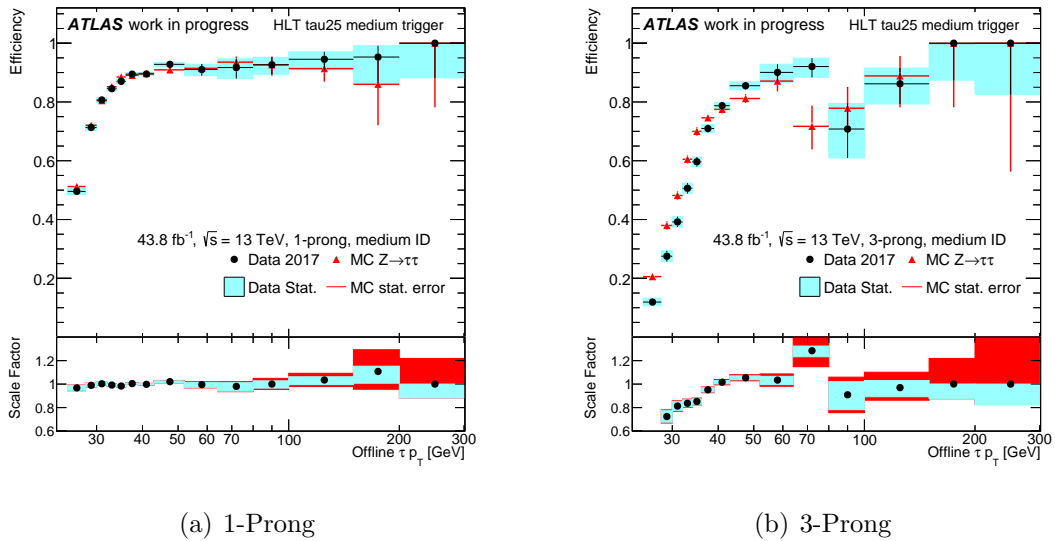 ATLAS work in progress HLT tau25 medium trigger
Efficiency
1
0.8
0.6
0.4
0.2
43.8 fb⁻¹, √s = 13 TeV, 1-prong, medium ID
Data 2017 MC Z→ττ
Data Stat. MC stat. error
Scale Factor
1.2
1.0
0.8
0.6
30 40 50 60 70 100 200 300
Offline τ p_T [GeV]
(a) 1-Prong
ATLAS work in progress HLT tau25 medium trigger
Efficiency
1
0.8
0.6
0.4
0.2
43.8 fb⁻¹, √s = 13 TeV, 3-prong, medium ID
Data 2017 MC Z→ττ
Data Stat. MC stat. error
Scale Factor
1.2
1.0
0.8
0.6
30 40 50 60 70 100 200 300
Offline τ p_T [GeV]
(b) 3-Prong